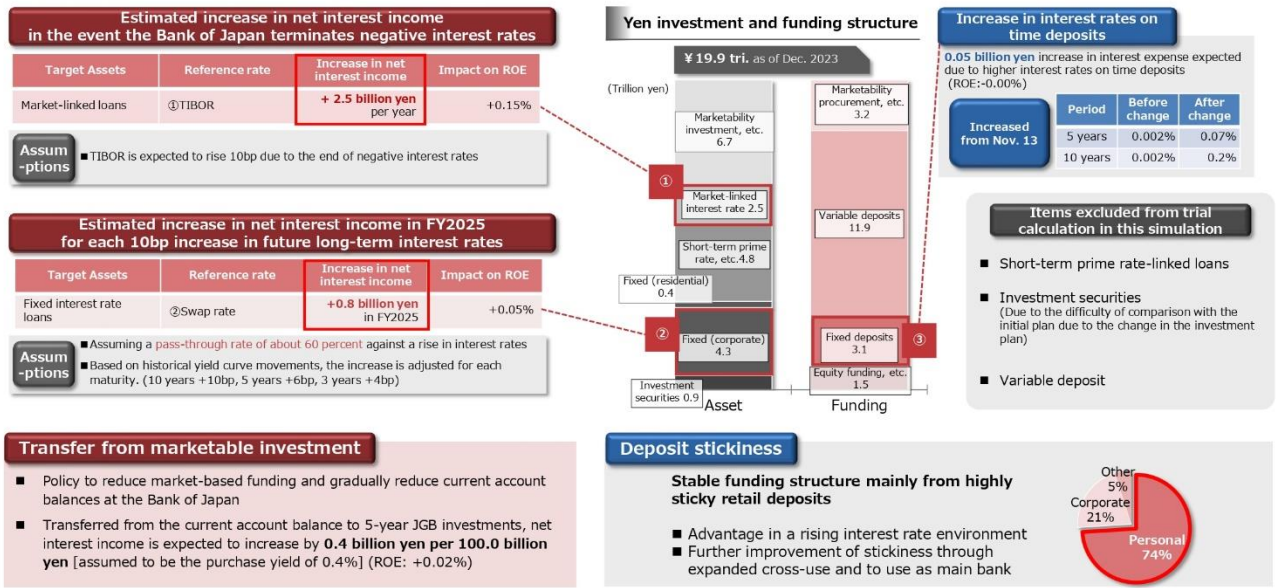 Estimated increase in net interest income
in the event the Bank of Japan terminates negative interest rates
Target Assets
Reference rate
Increase in net
interest income
Impact on ROE
Market-linked loans
①TIBOR
+ 2.5 billion yen
per year
+0.15%
Assum
-ptions
■ TIBOR is expected to rise 10bp due to the end of negative interest rates
Estimated increase in net interest income in FY2025
for each 10bp increase in future long-term interest rates
Target Assets
Reference rate
Increase in net
interest income
Impact on ROE
Fixed interest rate
loans
②Swap rate
+0.8 billion yen
in FY2025
+0.05%
Assum
-ptions
■ Assuming a pass-through rate of about 60 percent against a rise in interest rates
■ Based on historical yield curve movements, the increase is adjusted for each
maturity. (10 years +10bp, 5 years +6bp, 3 years +4bp)
Yen investment and funding structure
¥19.9 tri. as of Dec. 2023
(Trillion yen)
Marketability
investment, etc.
6.7
①
Market-linked
interest rate 2.5
Short-term prime
rate, etc.4.8
Fixed (residential)
0.4
②
Fixed (corporate)
4.3
Investment
securities 0.9
Asset
Marketability
procurement, etc.
3.2
Variable deposits
11.9
Fixed deposits
3.1
③
Equity funding, etc.
1.5
Funding
Increase in interest rates on
time deposits
0.05 billion yen increase in interest expense expected
due to higher interest rates on time deposits
(ROE:-0.00%)
Increased
from Nov. 13
Period
Before
change
After
change
5 years
0.002%
0.07%
10 years
0.002%
0.2%
Items excluded from trial
calculation in this simulation
■ Short-term prime rate-linked loans
■ Investment securities
(Due to the difficulty of comparison with the
initial plan due to the change in the investment
plan)
■ Variable deposit
Transfer from marketable investment
■ Policy to reduce market-based funding and gradually reduce current account
balances at the Bank of Japan
■ Transferred from the current account balance to 5-year JGB investments, net
interest income is expected to increase by 0.4 billion yen per 100.0 billion
yen [assumed to be the purchase yield of 0.4%] (ROE: +0.02%)
Deposit stickiness
Stable funding structure mainly from highly
sticky retail deposits
■ Advantage in a rising interest rate environment
■ Further improvement of stickiness through
expanded cross-use and to use as main bank
Other
5%
Corporate
21%
Personal
74%